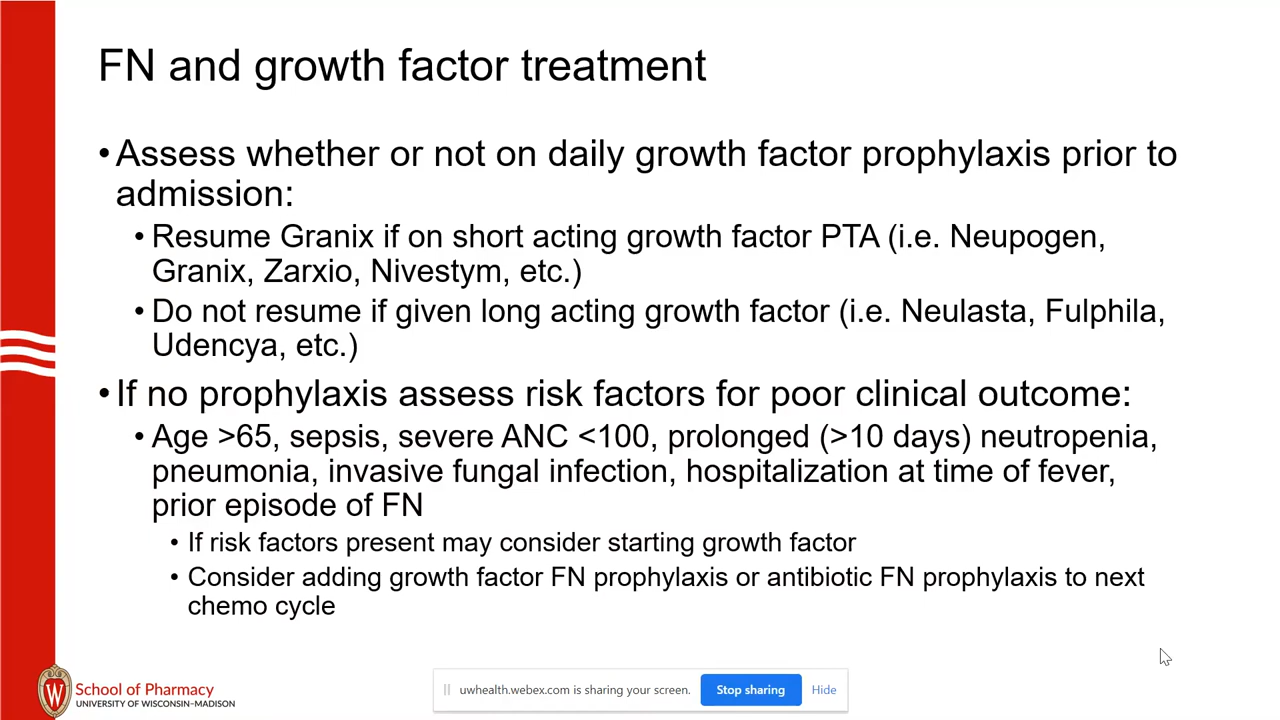 FN and growth factor treatment
• Assess whether or not on daily growth factor prophylaxis prior to
admission:
• Resume Granix if on short acting growth factor PTA (i.e. Neupogen,
Granix, Zarxio, Nivestym, etc.)
• Do not resume if given long acting growth factor (i.e. Neulasta, Fulphila,
Udencya, etc.)
• If no prophylaxis assess risk factors for poor clinical outcome:
• Age >65, sepsis, severe ANC <100, prolonged (>10 days) neutropenia,
pneumonia, invasive fungal infection, hospitalization at time of fever,
prior episode of FN
• If risk factors present may consider starting growth factor
• Consider adding growth factor FN prophylaxis or antibiotic FN prophylaxis to next
chemo cycle
W
School of Pharmacy
UNIVERSITY OF WISCONSIN–MADISON
uwhealth.webex.com is sharing your screen.
Stop sharing
Hide